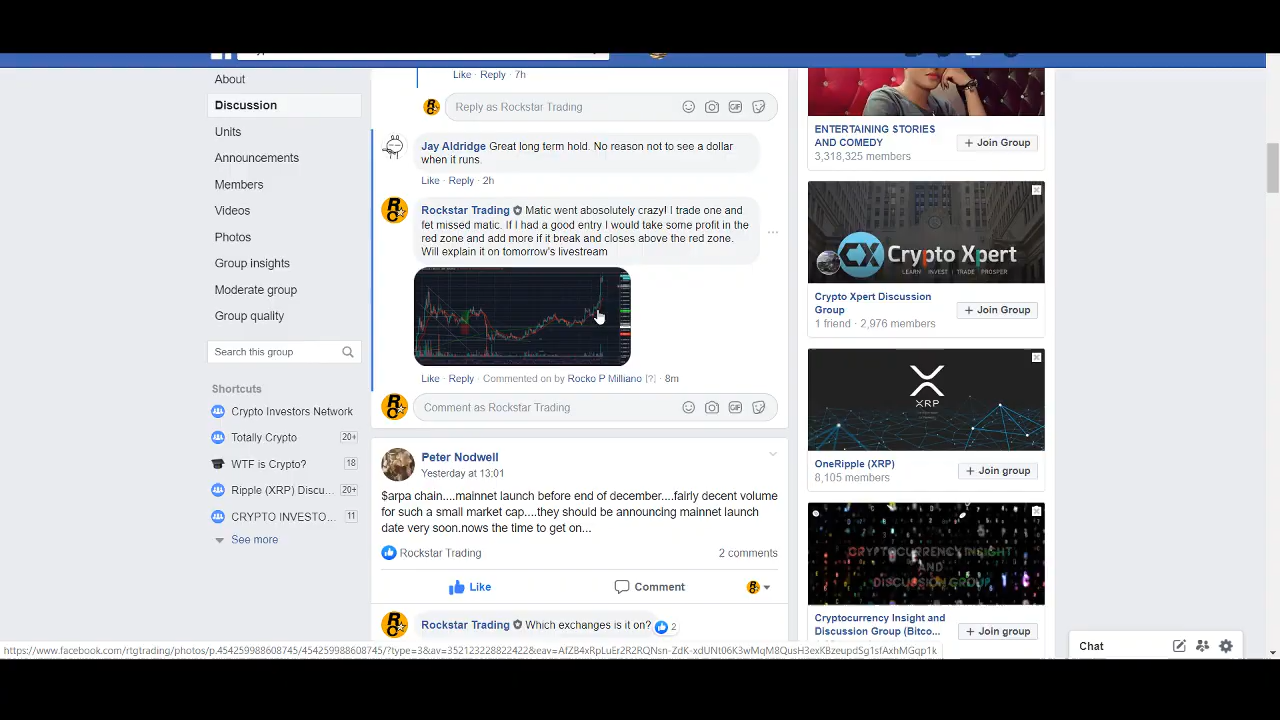 About
Discussion
Units
Announcements
Members
Videos
Photos
Group insights
Moderate group
Group quality
Search this group
Shortcuts
Crypto Investors Network
Totally Crypto 20+
WTF is Crypto? 18
Ripple (XRP) Discu... 20+
CRYPTO INVESTO... 11
See more
Like · Reply · 7h
Reply as Rockstar Trading
Jay Aldridge Great long term hold. No reason not to see a dollar
when it runs.
Like · Reply · 2h
Rockstar Trading Matic went abosolutely crazy! I trade one and
fet missed matic. If I had a good entry I would take some profit in the
red zone and add more if it break and closes above the red zone.
Will explain it on tomorrow's livestream
Like · Reply · Commented on by Rocko P Milliano [?] · 8m
Comment as Rockstar Trading
Peter Nodwell
Yesterday at 13:01
$arpa chain....mainnet launch before end of december....fairly decent volume
for such a small market cap....they should be announcing mainnet launch
date very soon.nows the time to get on...
Rockstar Trading 2 comments
Like Comment
Rockstar Trading Which exchanges is it on? 2
ENTERTAINING STORIES
AND COMEDY
3,318,325 members
+ Join Group
Crypto Xpert
LEARN INVEST TRADE PROSPER
Crypto Xpert Discussion
Group
1 friend · 2,976 members
+ Join Group
XRP
OneRipple (XRP)
8,105 members
+ Join group
CRYPTOCURRENCY INSIGHT
AND
DISCUSSION GROUP
Cryptocurrency Insight and
Discussion Group (Bitco...
+ Join group
Chat